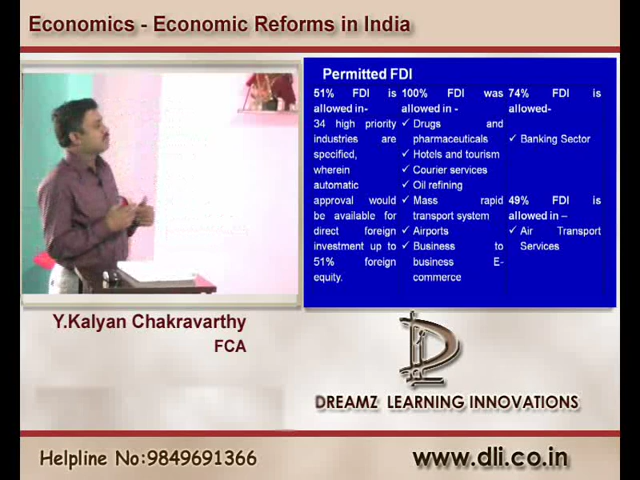 Economics - Economic Reforms in India
Permitted FDI
51% FDI is
allowed in-
34 high priority
industries are
specified,
wherein
automatic
approval would
be available for
direct foreign
investment up to
51% foreign
equity.
100% FDI was
allowed in -
✓ Drugs and
pharmaceuticals
✓ Hotels and tourism
✓ Courier services
✓ Oil refining
✓ Mass rapid
transport system
✓ Airports
✓ Business to
business E-
commerce
74% FDI is
allowed-
✓ Banking Sector
49% FDI is
allowed in –
✓ Air Transport
Services
Y.Kalyan Chakravarthy
FCA
DREAMZ LEARNING INNOVATIONS
Helpline No:9849691366
www.dli.co.in